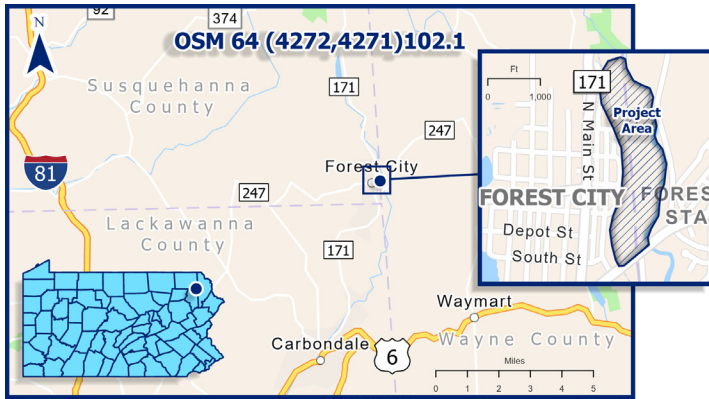 92
374
N
OSM 64 (4272,4271)102.1
Susquehanna
County
171
247
Forest City
81
247
Lackawanna
County
171
Waymart
Carbondale
6
Wayne County
Miles
0 1 2 3 4 5
Ft
0 1,000
171
N Main St
Project
Area
FOREST CITY
FORES
STA
Depot St
South St